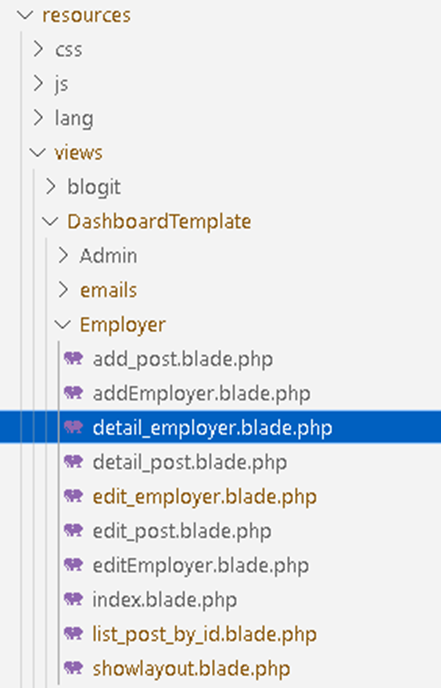 resources
css
js
lang
views
blogit
DashboardTemplate
Admin
emails
Employer
add_post.blade.php
addEmployer.blade.php
detail_employer.blade.php
detail_post.blade.php
edit_employer.blade.php
edit_post.blade.php
editEmployer.blade.php
index.blade.php
list_post_by_id.blade.php
showlayout.blade.php